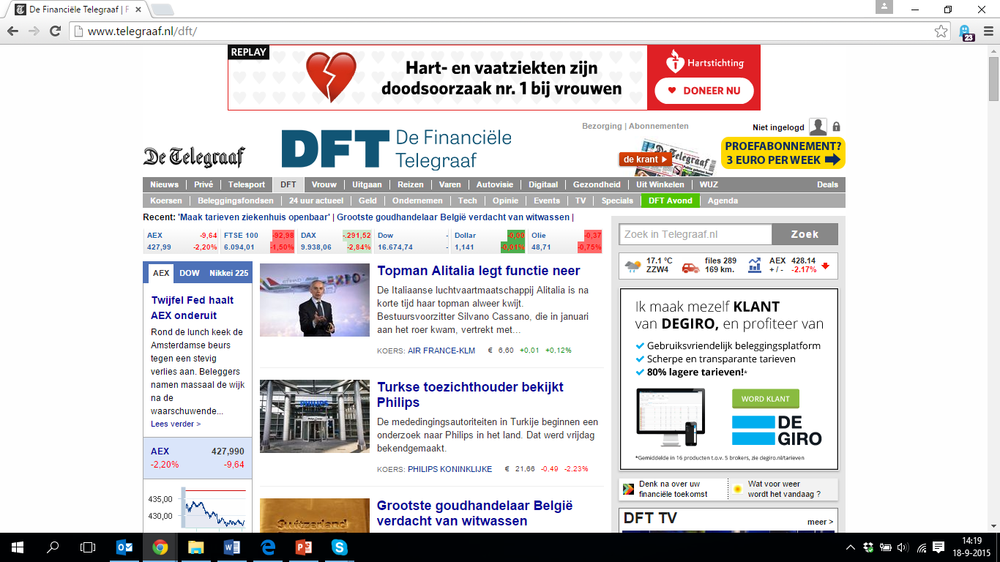 De Financiële Telegraaf | F
www.telegraaf.nl/dft/
23
REPLAY
Hart- en vaatziekten zijn
doodsoorzaak nr. 1 bij vrouwen
Hartstichting
DONEER NU
Bezorging | Abonnementen
Niet ingelogd
De Telegraaf
DFT De Financiële
Telegraaf
de krant
De Telegraaf
PROEFABONNEMENT?
3 EURO PER WEEK
Nieuws Privé Telesport DFT Vrouw Uitgaan Reizen Varen Autovisie Digitaal Gezondheid Uit Winkelen WUZ Deals
Koersen Beleggingsfondsen 24 uur actueel Geld Ondernemen Tech Opinie Events TV Specials DFT Avond Agenda
Recent: 'Maak tarieven ziekenhuis openbaar' | Grootste goudhandelaar België verdacht van witwassen |
AEX -9,64 FTSE 100 -92,98 DAX -.291,52 Dow - Dollar -0,00 Olie -0,37
427,99 -2,20% 6.094,01 -1,50% 9.938,06 -2,84% 16.674,74 - 1,141 -0,01% 48,71 -0,75%
AEX DOW Nikkei 225
Twijfel Fed haalt
AEX onderuit
Rond de lunch keek de
Amsterdamse beurs
tegen een stevig
verlies aan. Beleggers
namen massaal de wijk
na de
waarschuwende...
Lees verder >
AEX 427,990
-2,20% -9,64
435,00
430,00
Topman Alitalia legt functie neer
De Italiaanse luchtvaartmaatschappij Alitalia is na
korte tijd haar topman alweer kwijt.
Bestuursvoorzitter Silvano Cassano, die in januari
aan het roer kwam, vertrekt met...
KOERS: AIR FRANCE-KLM € 6,60 +0,01 +0,12%
Turkse toezichthouder bekijkt
Philips
De mededingingsautoriteiten in Turkije beginnen een
onderzoek naar Philips in het land. Dat werd vrijdag
bekendgemaakt.
KOERS: PHILIPS KONINKLIJKE € 21,66 -0,49 -2,23%
Switzerland
Grootste goudhandelaar België
verdacht van witwassen
Zoek in Telegraaf.nl Zoek
17.1 °C files 289 AEX 428.14
ZZW4 169 km. + / - -2.17%
Ik maak mezelf KLANT
van DEGIRO, en profiteer van
Gebruiksvriendelijk beleggingsplatform
Scherpe en transparante tarieven
80% lagere tarieven!*
WORD KLANT
DE
GIRO
*Gemiddelde in 16 producten t.o.v. 5 brokers, zie degiro.nl/tarieven
Denk na over uw
financiële toekomst
Wat voor weer
wordt het vandaag ?
DFT TV
meer >
14:19
18-9-2015